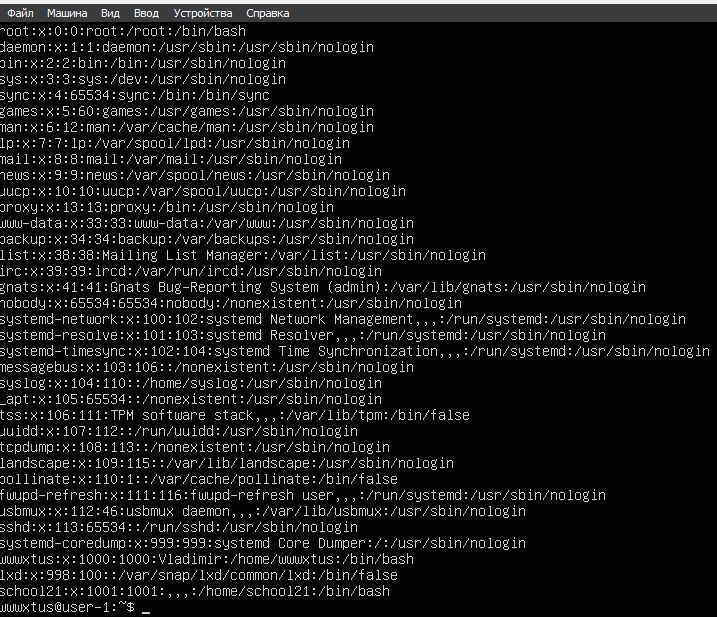 Файл Машина Вид Ввод Устройства Справка
root:x:0:0:root:/root:/bin/bash
daemon:x:1:1:daemon:/usr/sbin:/usr/sbin/nologin
bin:x:2:2:bin:/bin:/usr/sbin/nologin
sys:x:3:3:sys:/dev:/usr/sbin/nologin
sync:x:4:65534:sync:/bin:/bin/sync
games:x:5:60:games:/usr/games:/usr/sbin/nologin
man:x:6:12:man:/var/cache/man:/usr/sbin/nologin
lp:x:7:7:lp:/var/spool/lpd:/usr/sbin/nologin
mail:x:8:8:mail:/var/mail:/usr/sbin/nologin
news:x:9:9:news:/var/spool/news:/usr/sbin/nologin
uucp:x:10:10:uucp:/var/spool/uucp:/usr/sbin/nologin
proxy:x:13:13:proxy:/bin:/usr/sbin/nologin
www-data:x:33:33:www-data:/var/www:/usr/sbin/nologin
backup:x:34:34:backup:/var/backups:/usr/sbin/nologin
list:x:38:38:Mailing List Manager:/var/list:/usr/sbin/nologin
irc:x:39:39:ircd:/var/run/ircd:/usr/sbin/nologin
gnats:x:41:41:Gnats Bug-Reporting System (admin):/var/lib/gnats:/usr/sbin/nologin
nobody:x:65534:65534:nobody:/nonexistent:/usr/sbin/nologin
systemd-network:x:100:102:systemd Network Management,,,:/run/systemd:/usr/sbin/nologin
systemd-resolve:x:101:103:systemd Resolver,,,:/run/systemd:/usr/sbin/nologin
systemd-timesync:x:102:104:systemd Time Synchronization,,,:/run/systemd:/usr/sbin/nologin
messagebus:x:103:106::/nonexistent:/usr/sbin/nologin
syslog:x:104:110::/home/syslog:/usr/sbin/nologin
_apt:x:105:65534::/nonexistent:/usr/sbin/nologin
tss:x:106:111:TPM software stack,,,:/var/lib/tpm:/bin/false
uuidd:x:107:112::/run/uuidd:/usr/sbin/nologin
tcpdump:x:108:113::/nonexistent:/usr/sbin/nologin
landscape:x:109:115::/var/lib/landscape:/usr/sbin/nologin
pollinate:x:110:1::/var/cache/pollinate:/bin/false
fwupd-refresh:x:111:116:fwupd-refresh user,,,:/run/systemd:/usr/sbin/nologin
usbmux:x:112:46:usbmux daemon,,,:/var/lib/usbmux:/usr/sbin/nologin
sshd:x:113:65534::/run/sshd:/usr/sbin/nologin
systemd-coredump:x:999:999:systemd Core Dumper:/:/usr/sbin/nologin
wwwxtus:x:1000:1000:Vladimir:/home/wwwxtus:/bin/bash
lxd:x:998:100::/var/snap/lxd/common/lxd:/bin/false
school21:x:1001:1001:,,,:/home/school21:/bin/bash
wwwxtus@user-1:~$ _